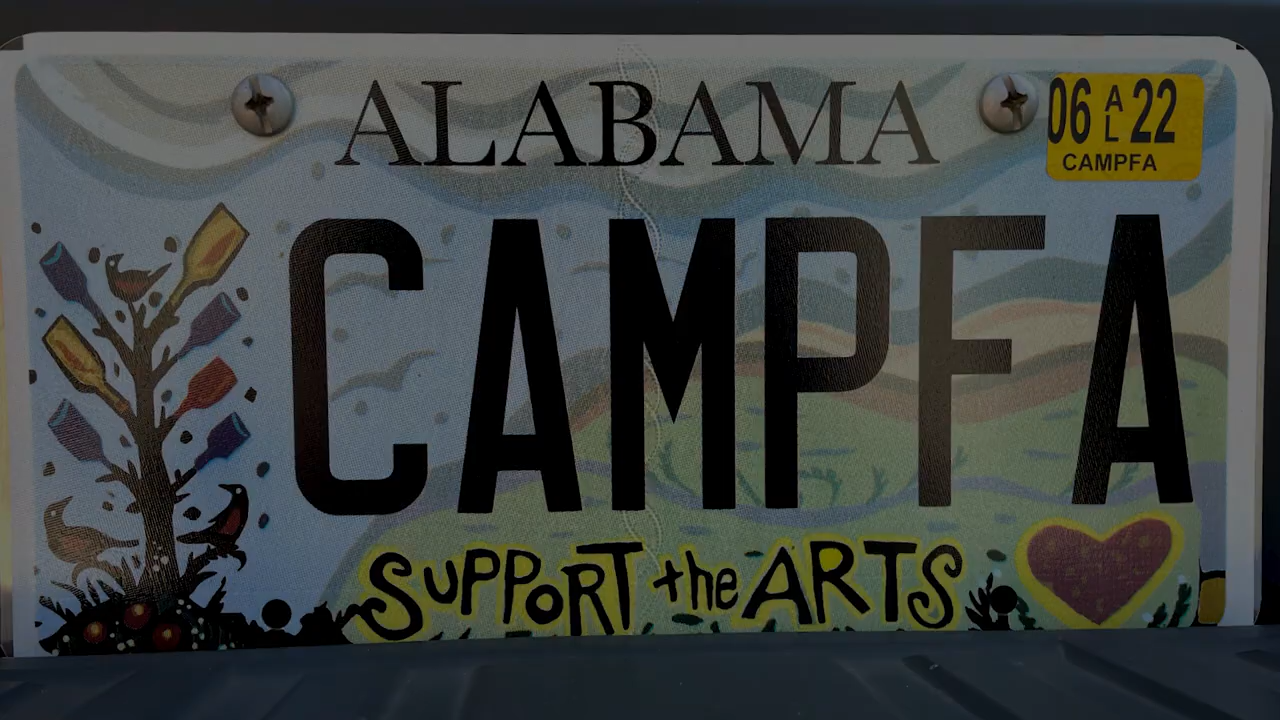 ALABAMA
06 AL 22
CAMPFA
CAMPFA
SUPPORT the ARTS